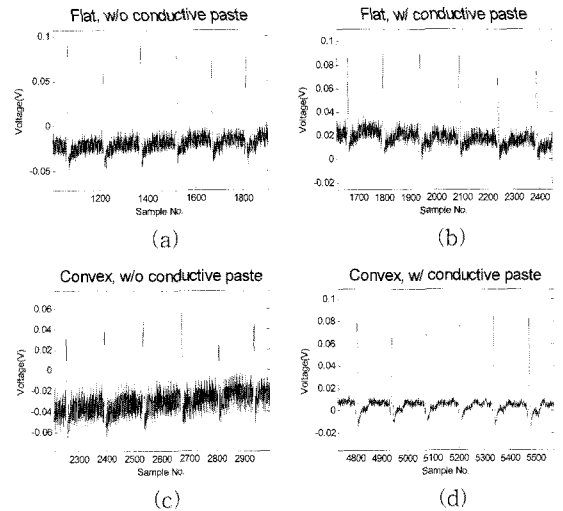 Flat, w/o conductive paste
0.1
0.05
0
-0.05
Voltage(V)
1200 1400 1600 1800
Sample No.
(a)
Flat, w/ conductive paste
0.1
0.08
0.06
0.04
0.02
0
-0.02
Voltage(V)
1700 1800 1900 2000 2100 2200 2300 2400
Sample No.
(b)
Convex, w/o conductive paste
0.06
0.04
0.02
0
-0.02
-0.04
-0.06
Voltage(V)
2200 2300 2400 2500 2600 2700 2800 2900
Sample No.
(c)
Convex, w/ conductive paste
0.1
0.08
0.06
0.04
0.02
0
-0.02
Voltage(V)
4800 4900 5000 5100 5200 5300 5400 5500
Sample No.
(d)